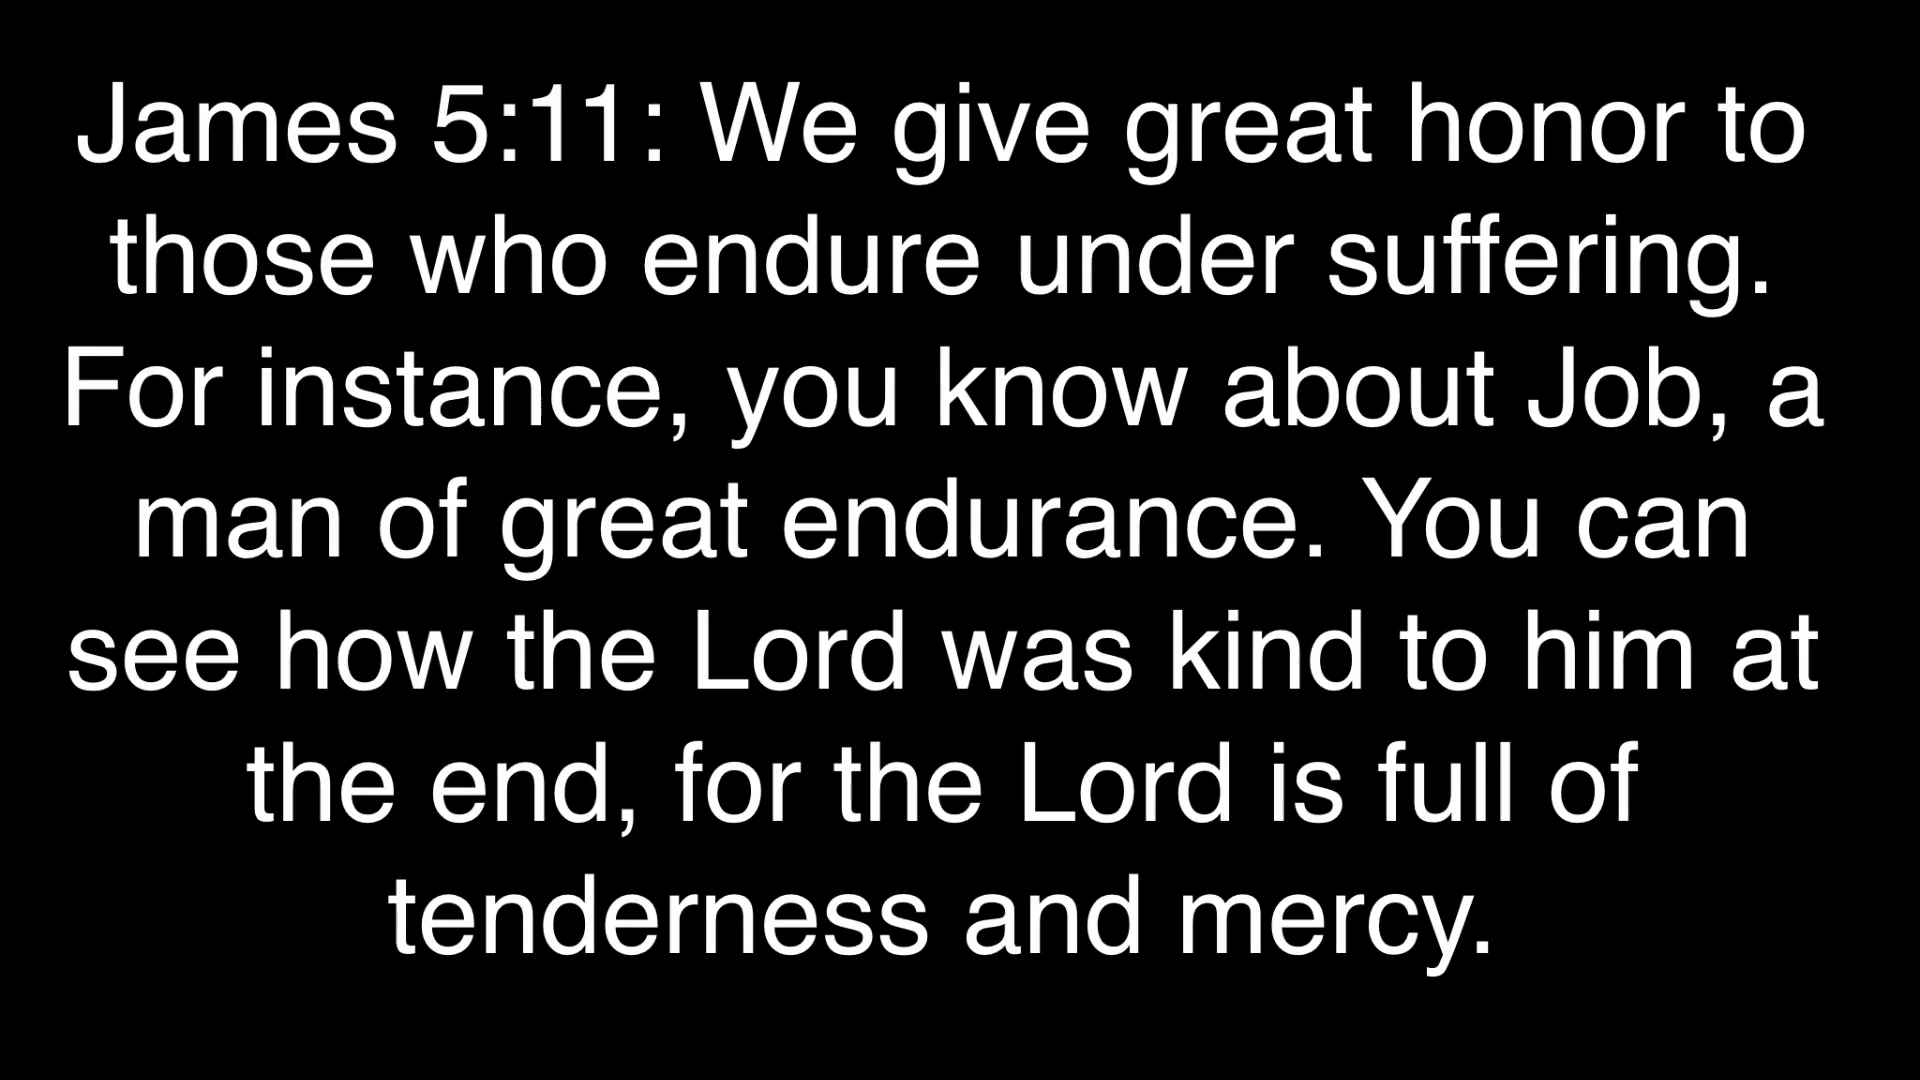 James 5:11: We give great honor to
those who endure under suffering.
For instance, you know about Job, a
man of great endurance. You can
see how the Lord was kind to him at
the end, for the Lord is full of
tenderness and mercy.